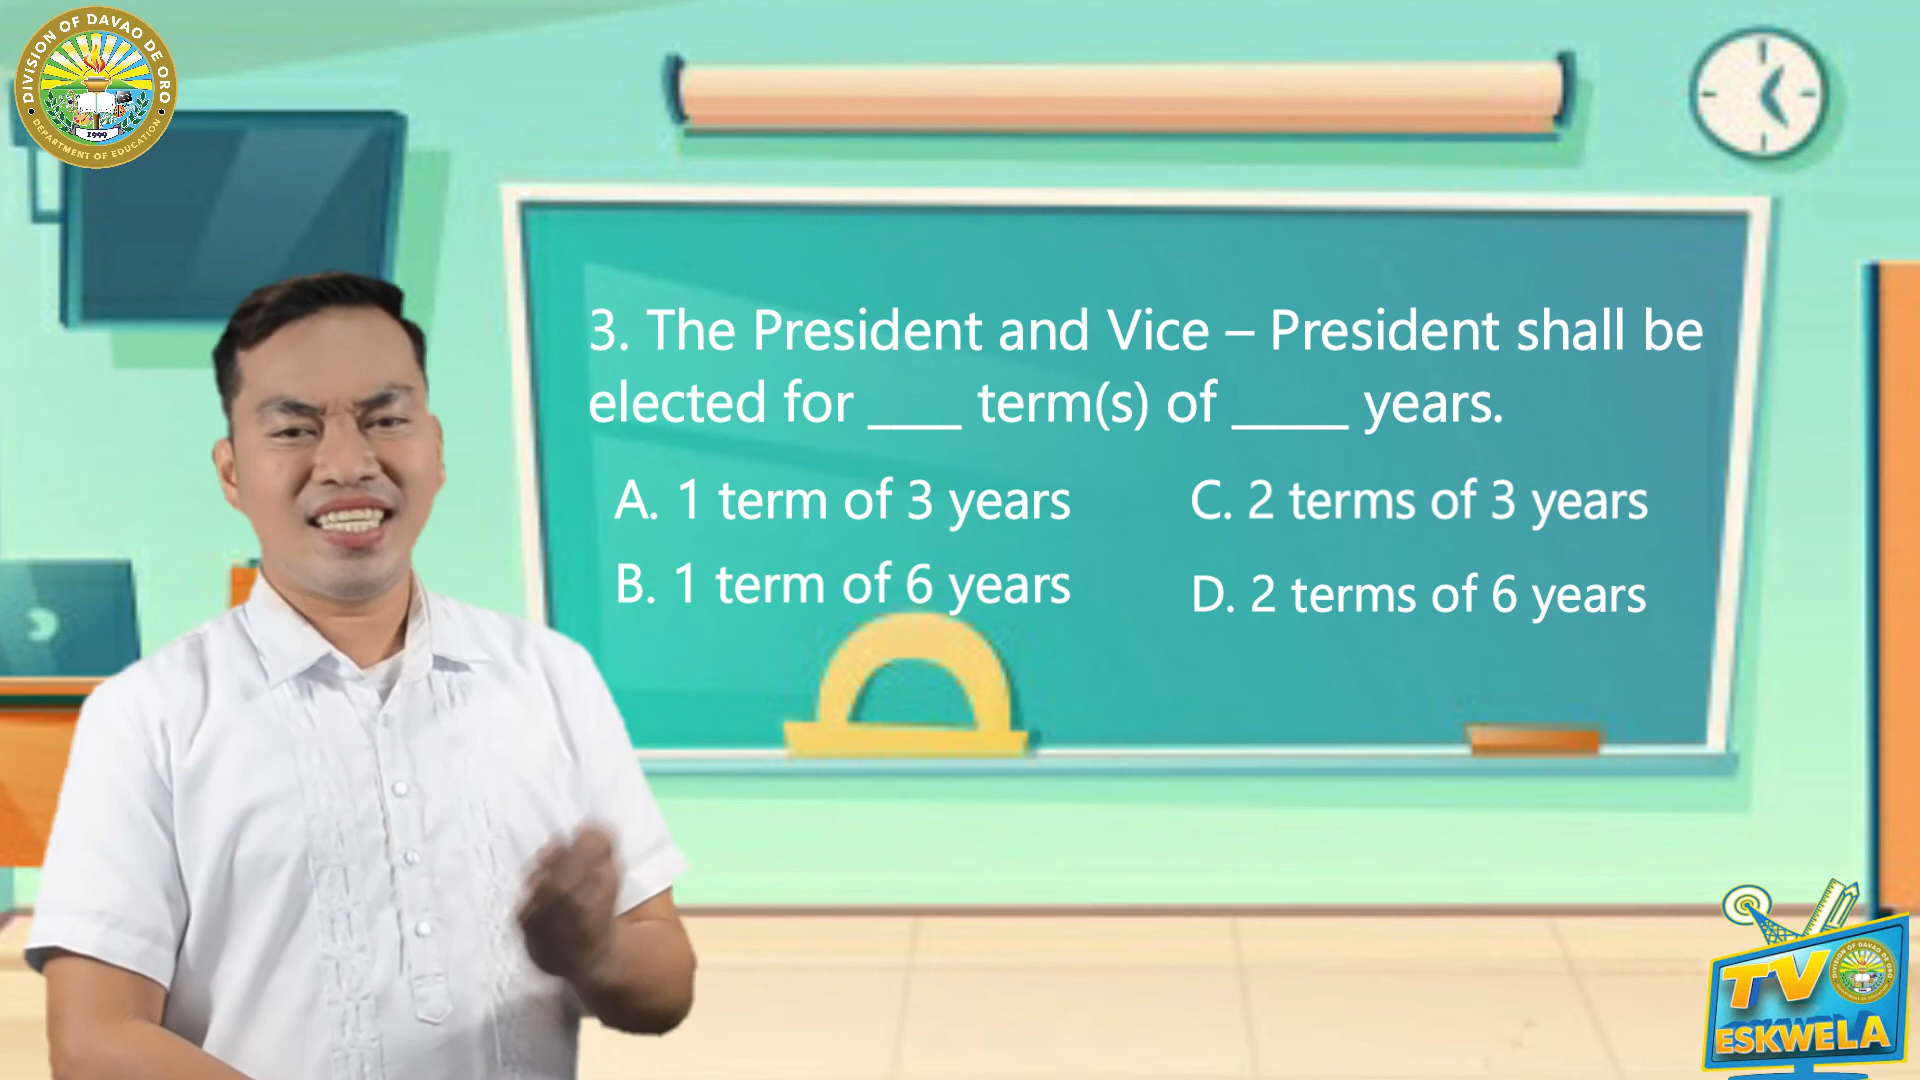 DIVISION OF DAVAO DE ORO
1999
DEPARTMENT OF EDUCATION
3. The President and Vice – President shall be
elected for ____ term(s) of _____ years.
A. 1 term of 3 years
C. 2 terms of 3 years
B. 1 term of 6 years
D. 2 terms of 6 years
TV
ESKWELA